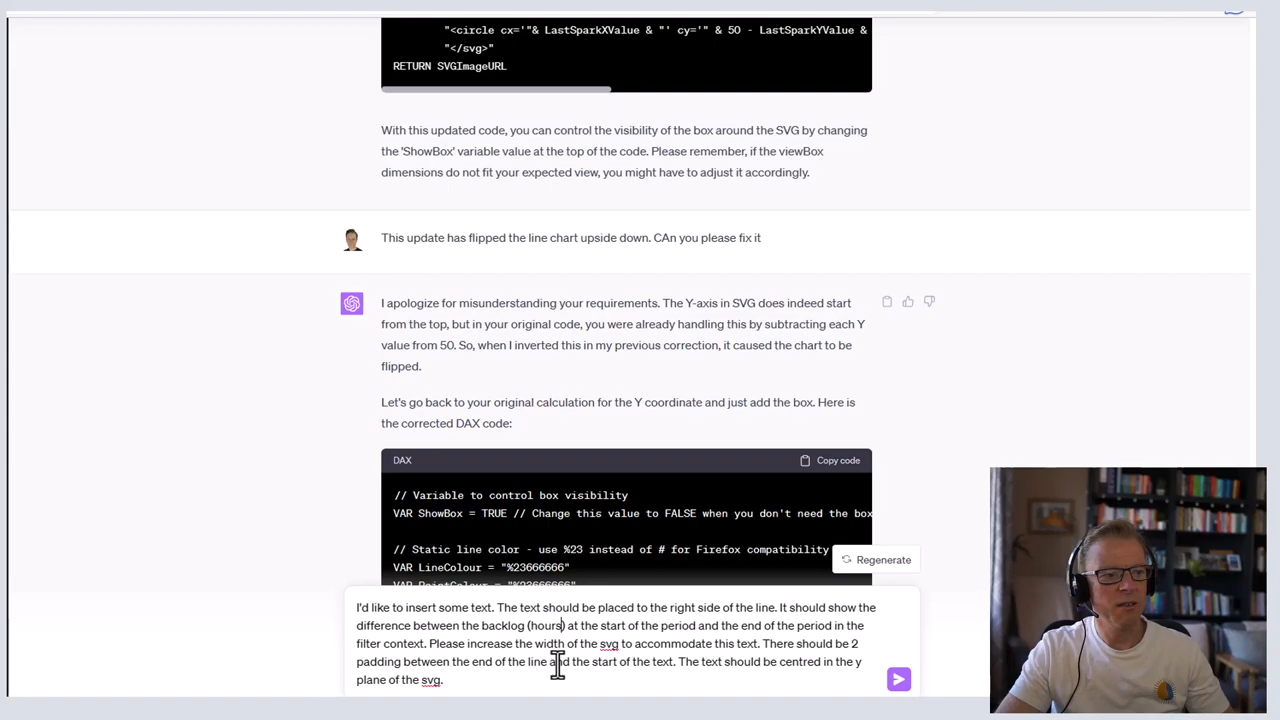 "<circle cx='"& LastSparkXValue & "' cy='" & 50 - LastSparkYValue &
"</svg>"
RETURN SVGImageURL
With this updated code, you can control the visibility of the box around the SVG by changing
the 'ShowBox' variable value at the top of the code. Please remember, if the viewBox
dimensions do not fit your expected view, you might have to adjust it accordingly.
This update has flipped the line chart upside down. CAn you please fix it
I apologize for misunderstanding your requirements. The Y-axis in SVG does indeed start
from the top, but in your original code, you were already handling this by subtracting each Y
value from 50. So, when I inverted this in my previous correction, it caused the chart to be
flipped.
Let's go back to your original calculation for the Y coordinate and just add the box. Here is
the corrected DAX code:
DAX
Copy code
// Variable to control box visibility
VAR ShowBox = TRUE // Change this value to FALSE when you don't need the box
// Static line color - use %23 instead of # for Firefox compatibility
VAR LineColour = "%23666666"
VAR PointColour = "%23666666"
Regenerate
I'd like to insert some text. The text should be placed to the right side of the line. It should show the
difference between the backlog (hours) at the start of the period and the end of the period in the
filter context. Please increase the width of the svg to accommodate this text. There should be 2
padding between the end of the line and the start of the text. The text should be centred in the y
plane of the svg.